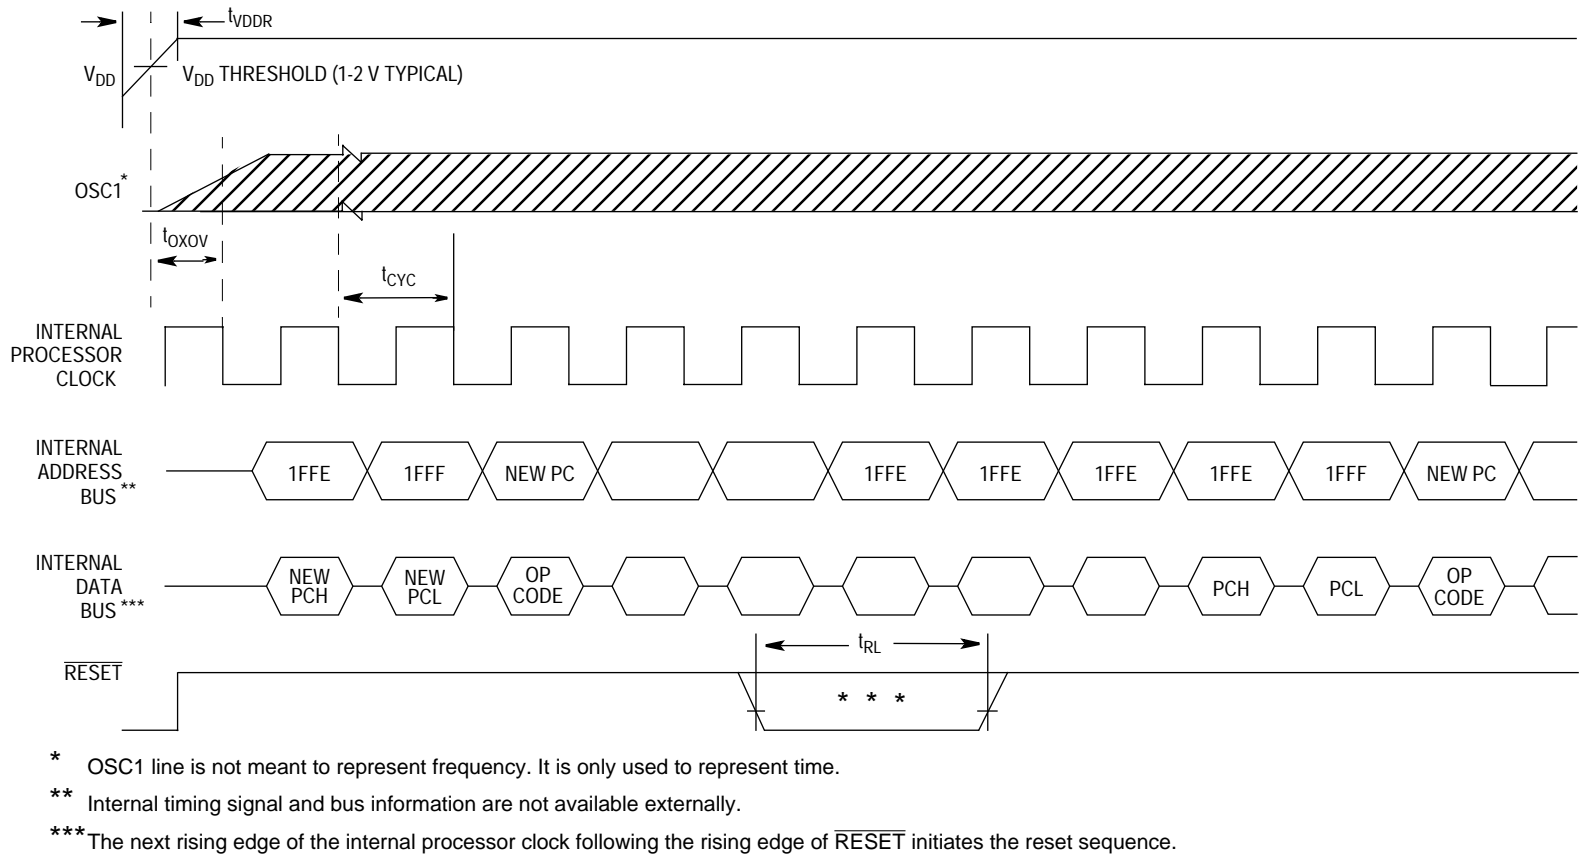 tVDDR
VDD
VDD THRESHOLD (1-2 V TYPICAL)
OSC1*
tOXOV
tCYC
INTERNAL
PROCESSOR
CLOCK
INTERNAL
ADDRESS
BUS**
1FFE 1FFF NEW PC 1FFE 1FFE 1FFE 1FFE 1FFF NEW PC
INTERNAL
DATA
BUS***
NEW PCH
NEW PCL
OP CODE
PCH
PCL
OP CODE
tRL
RESET
* * *
* OSC1 line is not meant to represent frequency. It is only used to represent time.
** Internal timing signal and bus information are not available externally.
*** The next rising edge of the internal processor clock following the rising edge of RESET initiates the reset sequence.